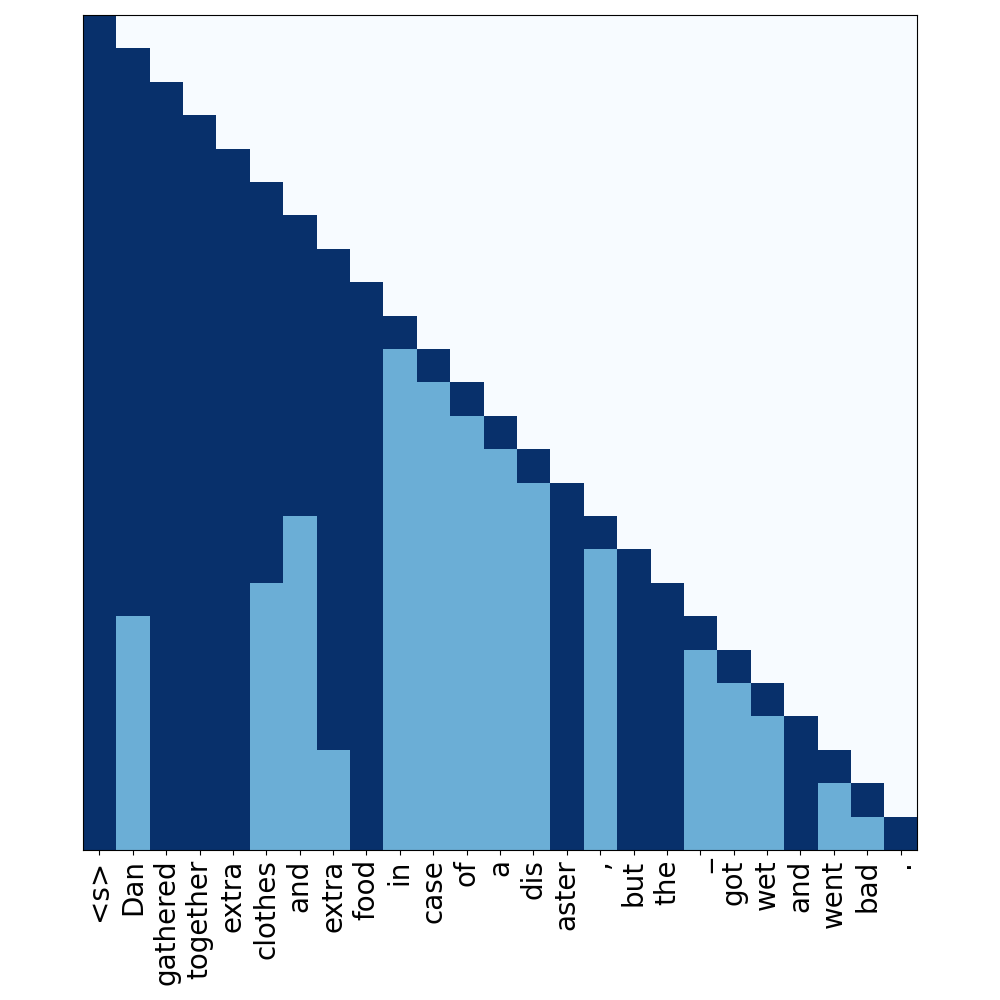 <s>
Dan
gathered
together
extra
clothes
and
extra
food
in
case
of
a
dis
aster
,
but
the
_
got
wet
and
went
bad
.